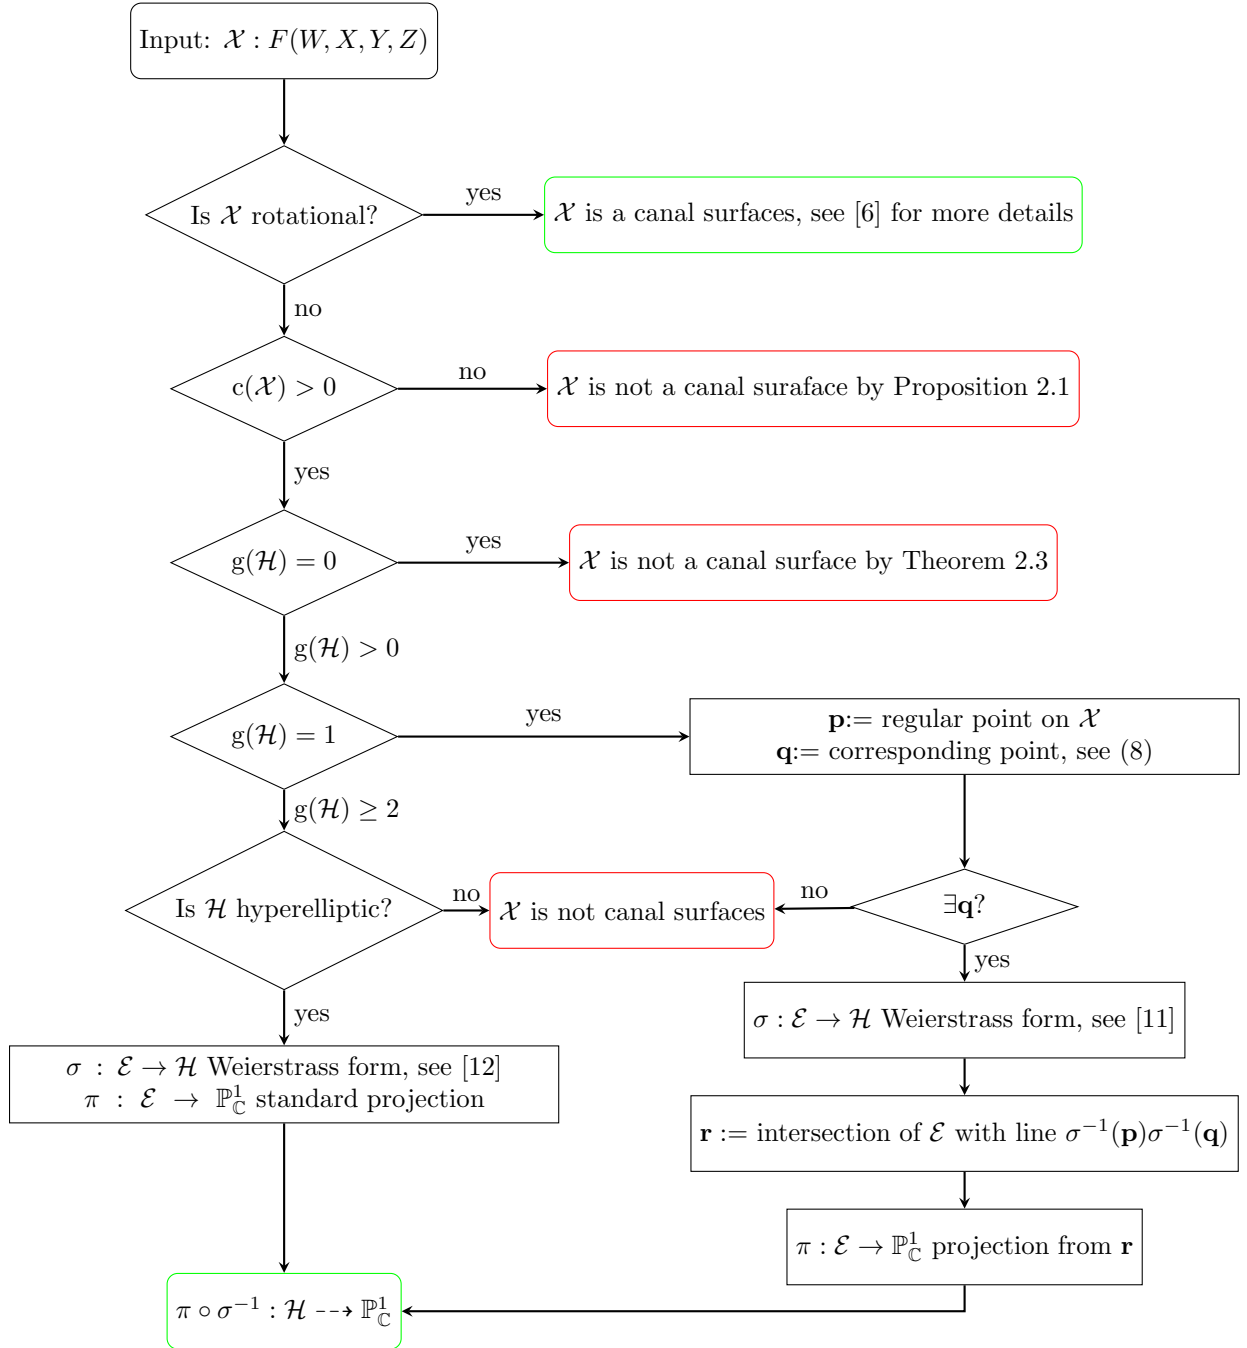 Input: 𝒳 : F(W, X, Y, Z)
Is 𝒳 rotational?
yes
𝒳 is a canal surfaces, see [6] for more details
no
c(𝒳) > 0
no
𝒳 is not a canal suraface by Proposition 2.1
yes
g(ℋ) = 0
yes
𝒳 is not a canal surface by Theorem 2.3
g(ℋ) > 0
g(ℋ) = 1
yes
p:= regular point on 𝒳
q:= corresponding point, see (8)
g(ℋ) ≥ 2
Is ℋ hyperelliptic?
no
𝒳 is not canal surfaces
no
∃q?
yes
yes
σ : ℰ → ℋ Weierstrass form, see [11]
σ : ℰ → ℋ Weierstrass form, see [12]
π : ℰ → ℙ¹_ℂ standard projection
r := intersection of ℰ with line σ⁻¹(p)σ⁻¹(q)
π : ℰ → ℙ¹_ℂ projection from r
π ∘ σ⁻¹ : ℋ ⇢ ℙ¹_ℂ